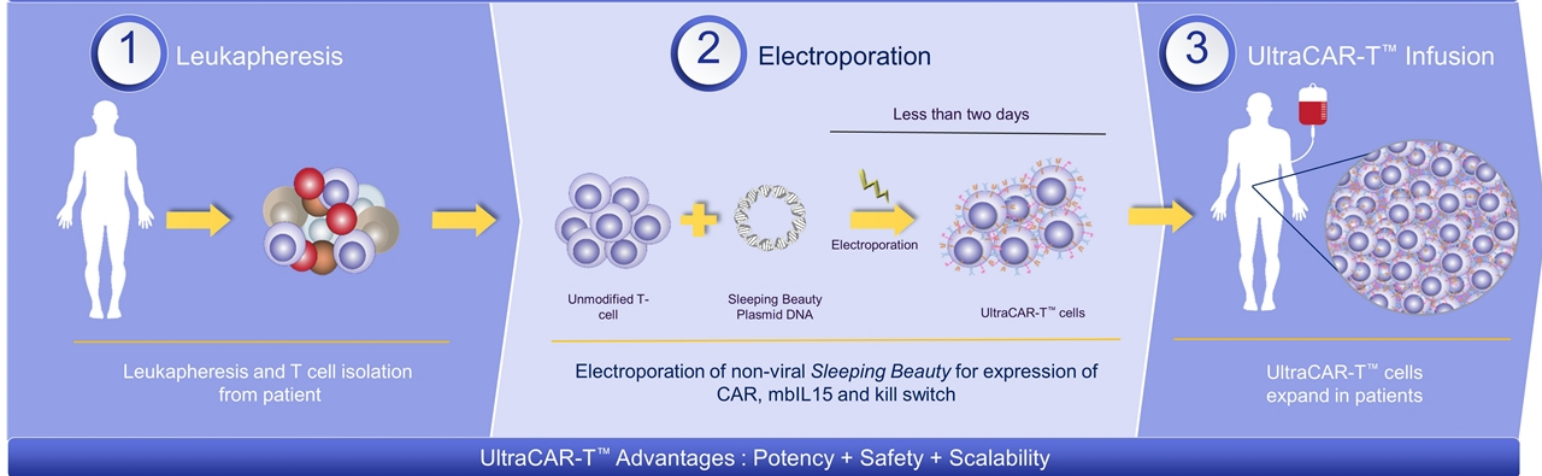 1
Leukapheresis
Leukapheresis and T cell isolation
from patient
2
Electroporation
Less than two days
Unmodified T-
cell
Sleeping Beauty
Plasmid DNA
Electroporation
UltraCAR-T™ cells
Electroporation of non-viral Sleeping Beauty for expression of
CAR, mbIL15 and kill switch
3
UltraCAR-T™ Infusion
UltraCAR-T™ cells
expand in patients
UltraCAR-T™ Advantages : Potency + Safety + Scalability